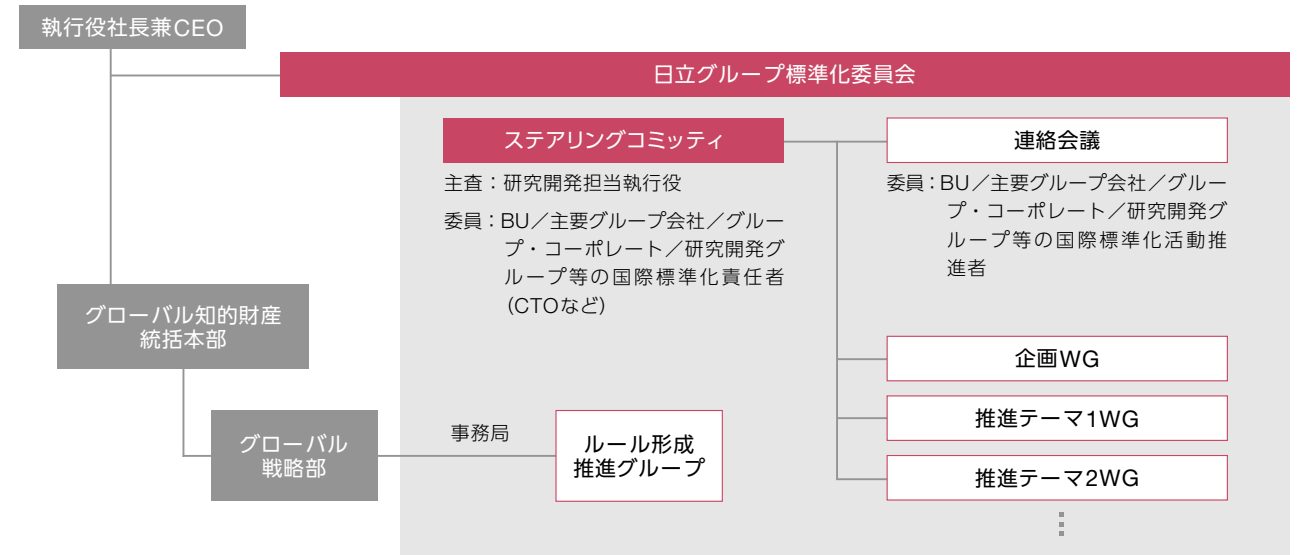 執行役社長兼CEO
日立グループ標準化委員会
ステアリングコミッティ
主査：研究開発担当執行役
委員：BU／主要グループ会社／グルー
プ・コーポレート／研究開発グ
ループ等の国際標準化責任者
（CTOなど）
連絡会議
委員：BU／主要グループ会社／グルー
プ・コーポレート／研究開発グ
ループ等の国際標準化活動推
進者
グローバル知的財産
統括本部
企画WG
推進テーマ1WG
推進テーマ2WG
グローバル
戦略部
事務局
ルール形成
推進グループ